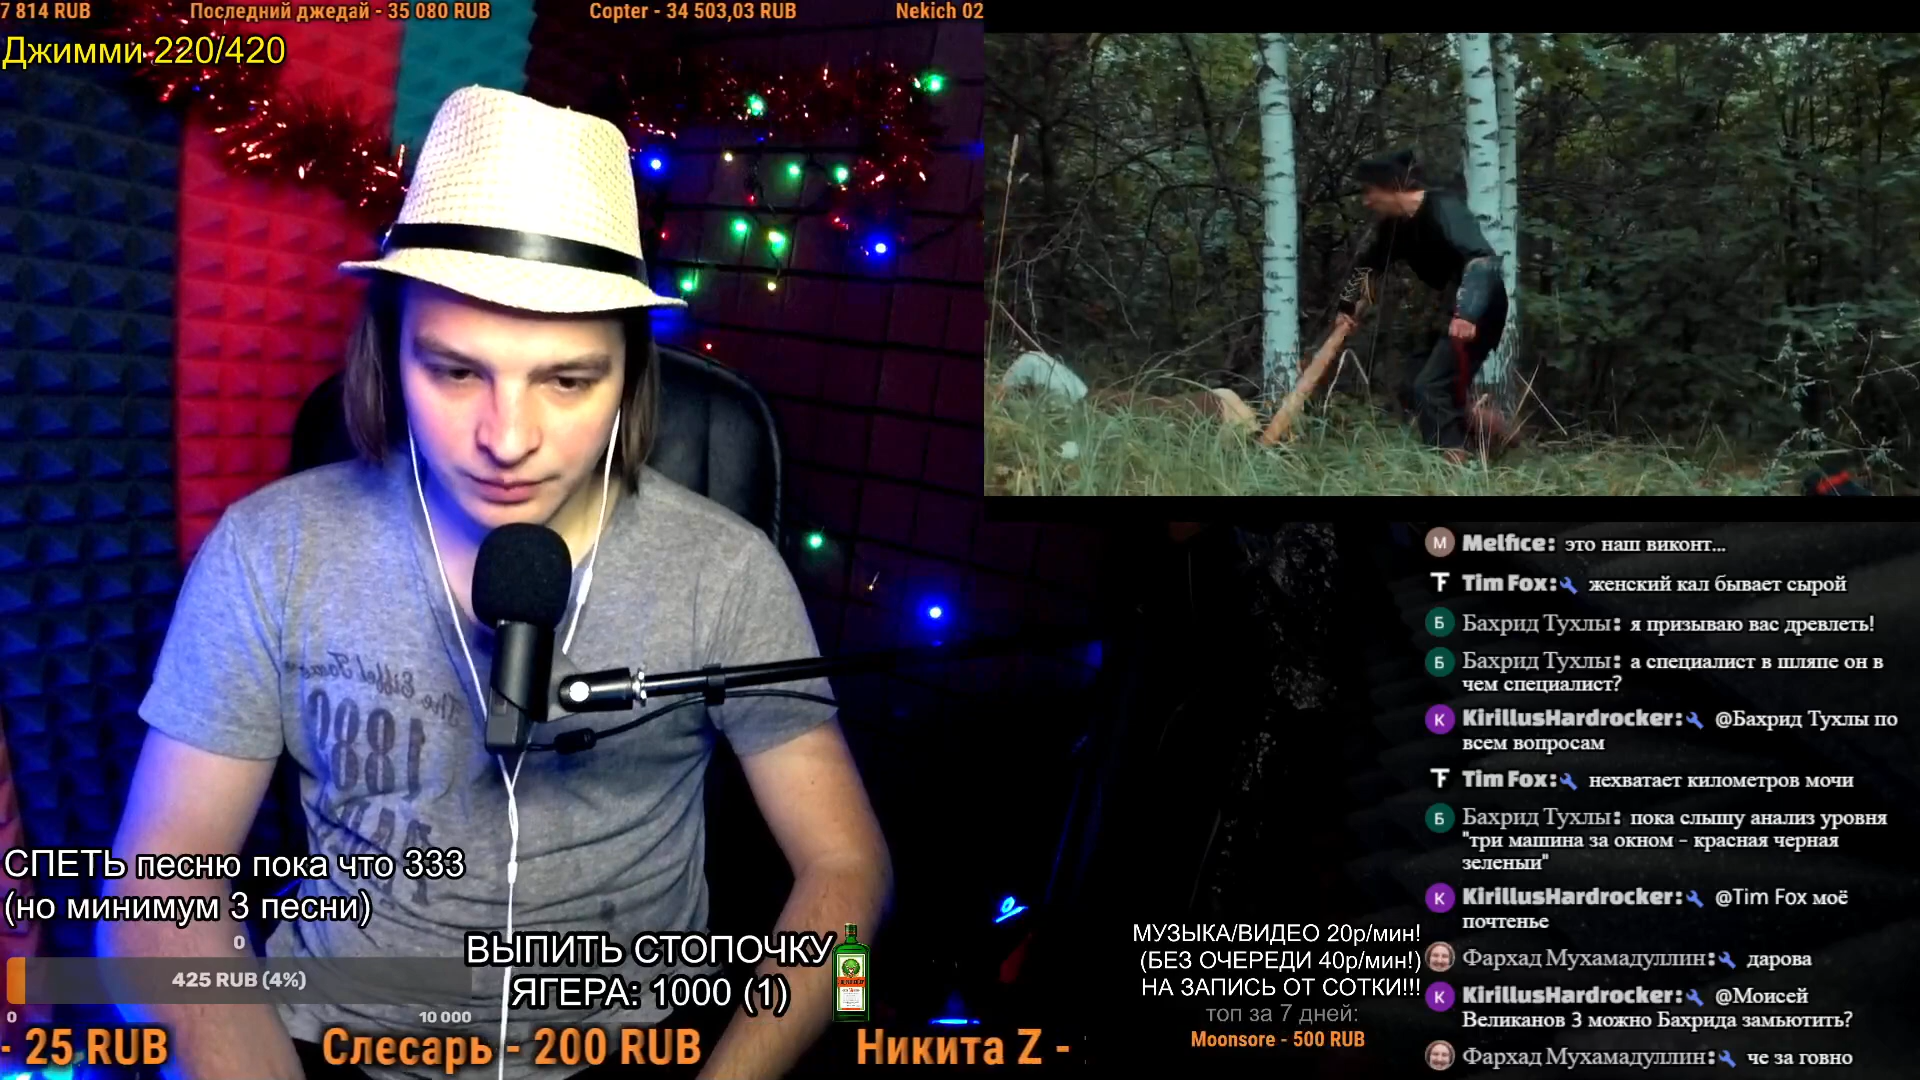 7 814 RUB
Последний джедай - 35 080 RUB
Copter - 34 503,03 RUB
Nekich 02
Джимми 220/420
The Eiffel Tower
1889
СПЕТЬ песню пока что 333
(но минимум 3 песни)
0
425 RUB (4%)
0
10 000
ВЫПИТЬ СТОПОЧКУ
ЯГЕРА: 1000 (1)
МУЗЫКА/ВИДЕО 20р/мин!
(БЕЗ ОЧЕРЕДИ 40р/мин!)
НА ЗАПИСЬ ОТ СОТКИ!!!
топ за 7 дней:
Moonsore - 500 RUB
- 25 RUB
Слесарь - 200 RUB
Никита Z -
M Melfice: это наш виконт...
Tim Fox: женский кал бывает сырой
Б Бахрид Тухлы: я призываю вас древлеть!
Б Бахрид Тухлы: а специалист в шляпе он в
чем специалист?
K KirillusHardrocker: @Бахрид Тухлы по
всем вопросам
Tim Fox: нехватает километров мочи
Б Бахрид Тухлы: пока слышу анализ уровня
"три машина за окном - красная черная
зеленыи"
K KirillusHardrocker: @Tim Fox моё
почтенье
Фархад Мухамадуллин: дарова
K KirillusHardrocker: @Моисей
Великанов 3 можно Бахрида замьютить?
Фархад Мухамадуллин: че за говно